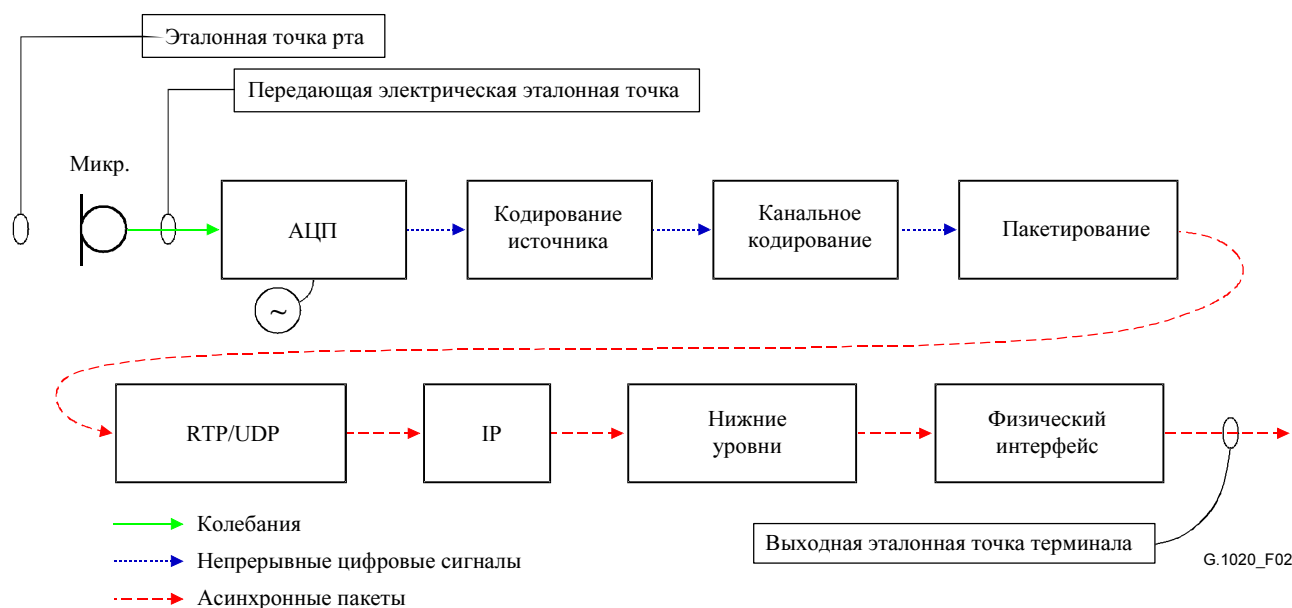 Эталонная точка рта
Передающая электрическая эталонная точка
Микр.
АЦП
Кодирование
источника
Канальное
кодирование
Пакетирование
~
RTP/UDP
IP
Нижние
уровни
Физический
интерфейс
Колебания
Непрерывные цифровые сигналы
Асинхронные пакеты
Выходная эталонная точка терминала
G.1020_F02